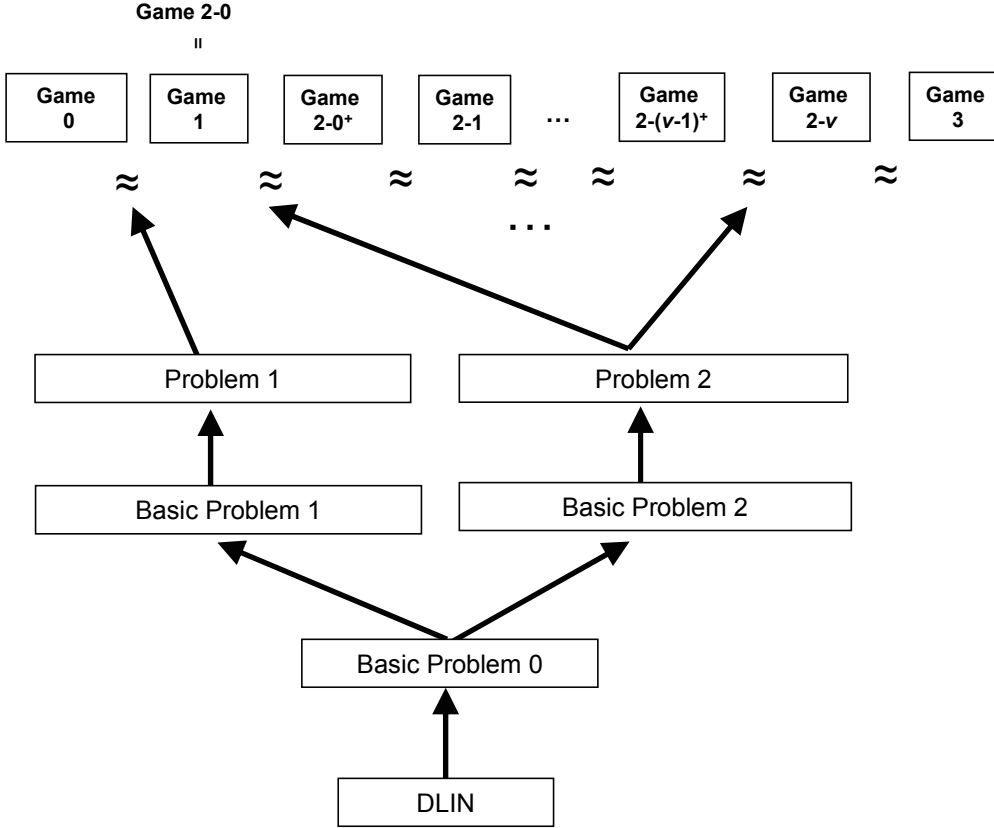 Game 2-0
=
Game 0
Game 1
Game 2-0⁺
Game 2-1
...
Game 2-(v-1)⁺
Game 2-v
Game 3
≈ ≈ ≈ ≈ ≈ ≈ ≈
...
Problem 1
Problem 2
Basic Problem 1
Basic Problem 2
Basic Problem 0
DLIN